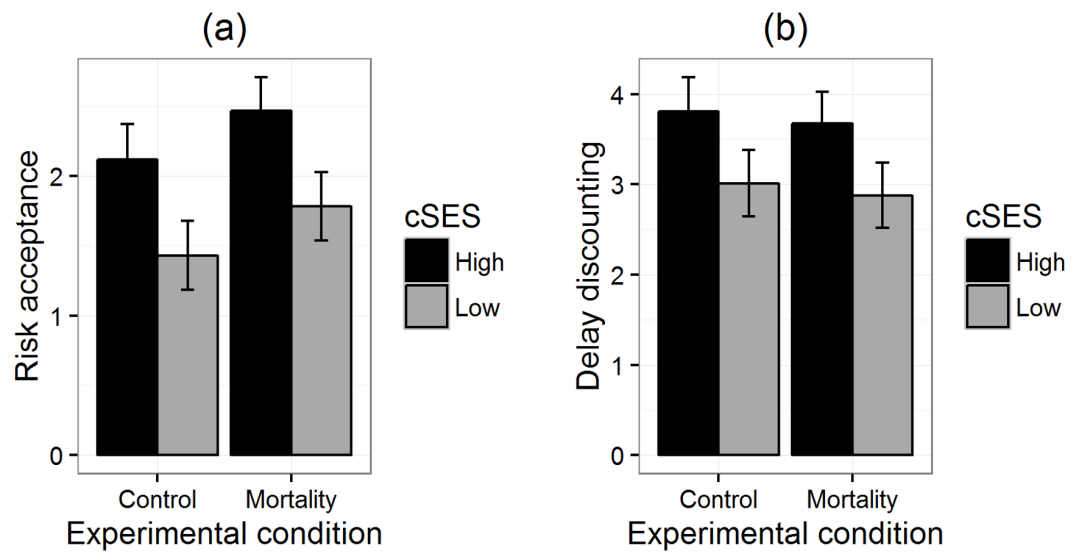 (a)
Risk acceptance
2
1
0
Control Mortality
Experimental condition
cSES
High
Low
(b)
Delay discounting
4
3
2
1
0
Control Mortality
Experimental condition
cSES
High
Low